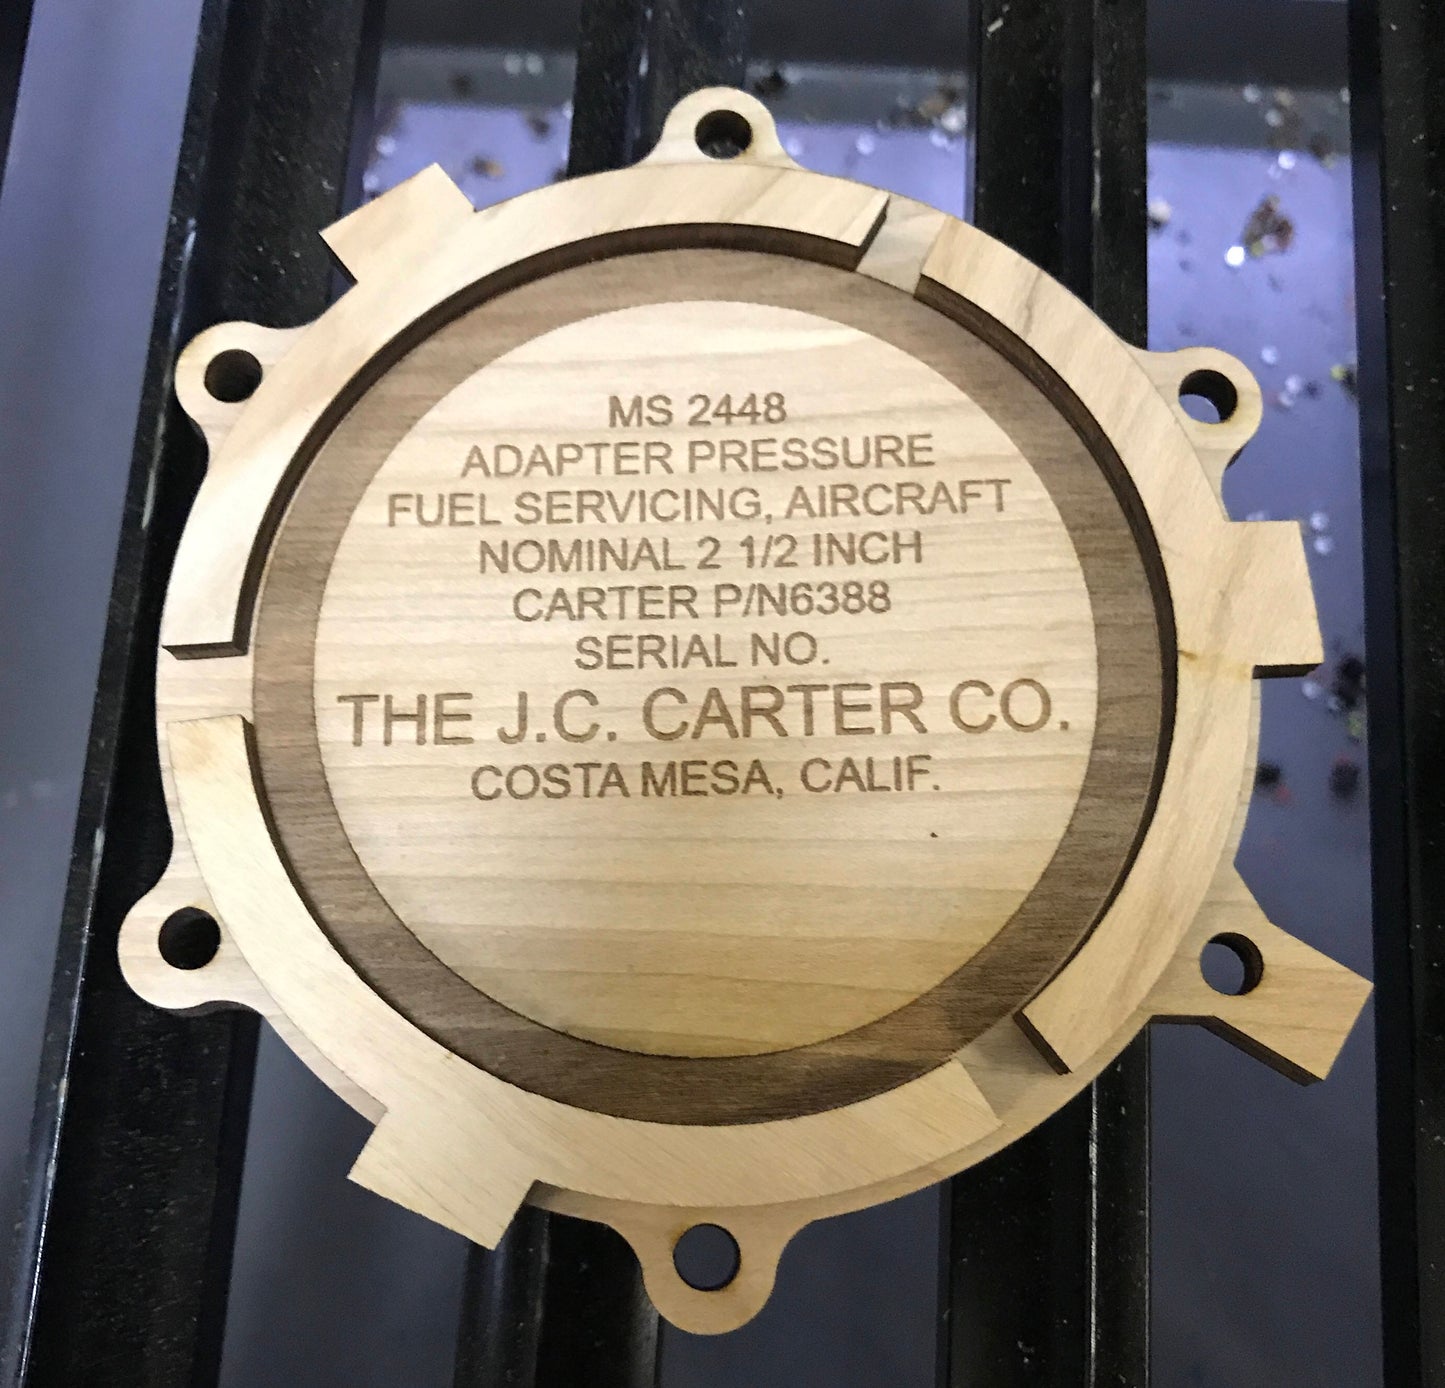 MS 2448
ADAPTER PRESSURE
FUEL SERVICING, AIRCRAFT
NOMINAL 2 1/2 INCH
CARTER P/N6388
SERIAL NO.
THE J.C. CARTER CO.
COSTA MESA, CALIF.